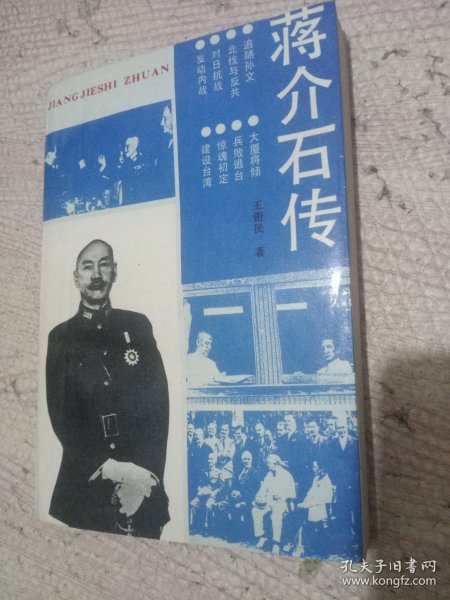 JIANGJIESHI ZHUAN
蒋介石传
追随孙文
北伐与反共
对日抗战
发动内战
大厦将倾
兵败逃台
惊魂初定
建设台湾
王俯民 著
孔夫子旧书网
www.kongfz.com